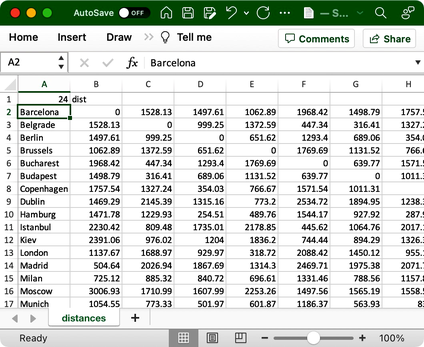 AutoSave OFF — S...
Home Insert Draw Tell me Comments Share
A2 fx Barcelona
A B C D E F G H
1 24 dist
2 Barcelona 0 1528.13 1497.61 1062.89 1968.42 1498.79 1757.5
3 Belgrade 1528.13 0 999.25 1372.59 447.34 316.41 1327.2
4 Berlin 1497.61 999.25 0 651.62 1293.4 689.06 354.0
5 Brussels 1062.89 1372.59 651.62 0 1769.69 1131.52 766.6
6 Bucharest 1968.42 447.34 1293.4 1769.69 0 639.77 1571.5
7 Budapest 1498.79 316.41 689.06 1131.52 639.77 0 1011.3
8 Copenhagen 1757.54 1327.24 354.03 766.67 1571.54 1011.31
9 Dublin 1469.29 2145.39 1315.16 773.2 2534.72 1894.95 1238.3
10 Hamburg 1471.78 1229.93 254.51 489.76 1544.17 927.92 287.9
11 Istanbul 2230.42 809.48 1735.01 2178.85 445.62 1064.76 2017.1
12 Kiev 2391.06 976.02 1204 1836.2 744.44 894.29 1326.3
13 London 1137.67 1688.97 929.97 318.72 2088.42 1450.12 955.1
14 Madrid 504.64 2026.94 1867.69 1314.3 2469.71 1975.38 2071.7
15 Milan 725.12 885.32 840.72 696.61 1331.46 788.56 1157.8
16 Moscow 3006.93 1710.99 1607.99 2253.26 1497.56 1565.19 1558.5
17 Munich 1054.55 773.33 501.97 601.87 1186.37 563.93 83
distances
Ready 100%